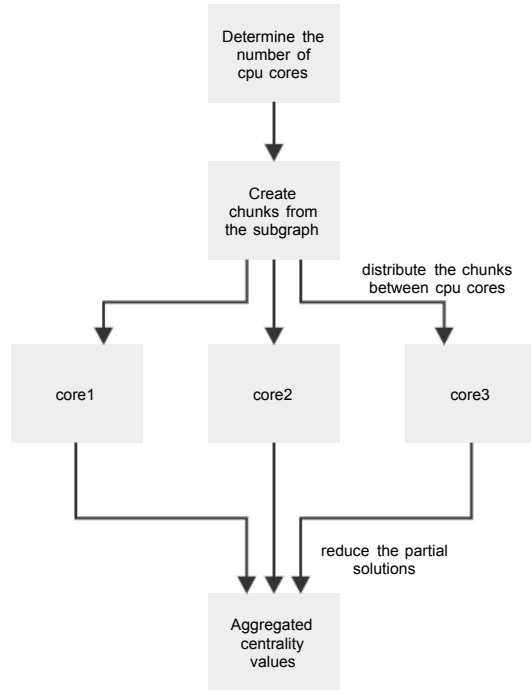 Determine the
number of
cpu cores
Create
chunks from
the subgraph
distribute the chunks
between cpu cores
core1
core2
core3
reduce the partial
solutions
Aggregated
centrality
values